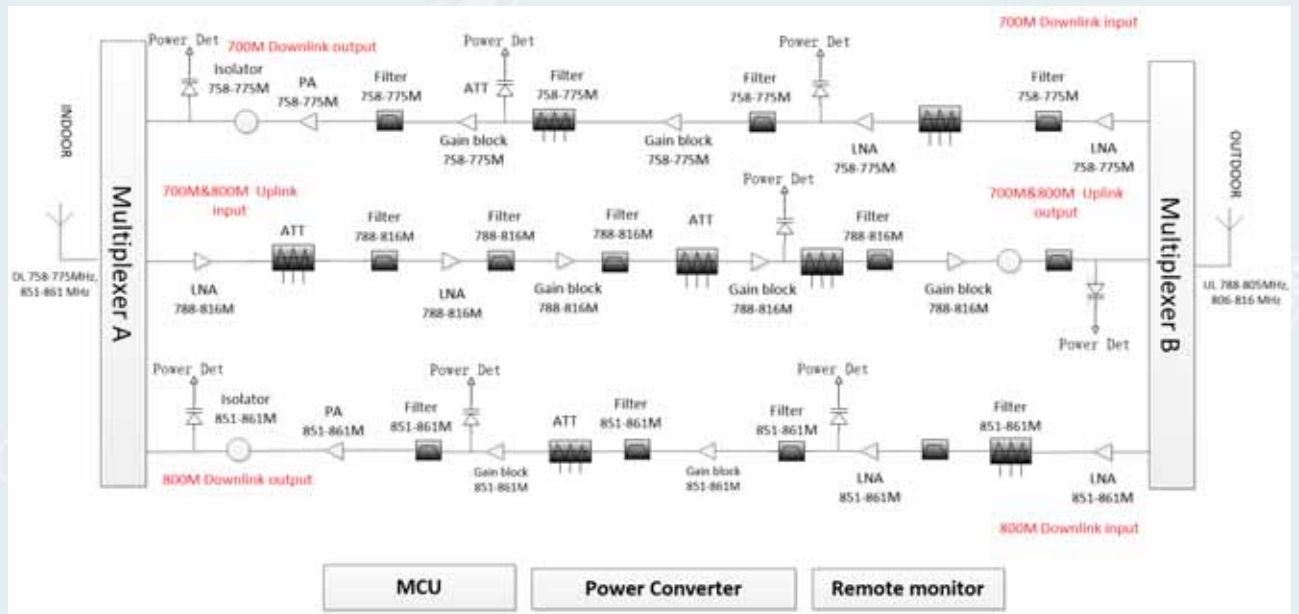 700M Downlink input
Power Det
700M Downlink output
Power Det
Power Det
Isolator
758-775M
PA
758-775M
Filter
758-775M
ATT
Filter
758-775M
Filter
758-775M
Filter
758-775M
Gain block
758-775M
Gain block
758-775M
LNA
758-775M
LNA
758-775M
INDOOR
OUTDOOR
Multiplexer A
Multiplexer B
700M&800M Uplink
input
Power Det
700M&800M Uplink
output
ATT
Filter
788-816M
Filter
788-816M
Filter
788-816M
ATT
Filter
788-816M
DL 758-775MHz,
851-861 MHz
UL 788-805MHz,
806-816 MHz
LNA
788-816M
LNA
788-816M
Gain block
788-816M
Gain block
788-816M
Gain block
788-816M
Power Det
Power Det
Power Det
Power Det
Isolator
851-861M
PA
851-861M
Filter
851-861M
ATT
Filter
851-861M
Filter
851-861M
Filter
851-861M
800M Downlink output
Gain block
851-861M
Gain block
851-861M
LNA
851-861M
LNA
851-861M
800M Downlink input
MCU
Power Converter
Remote monitor